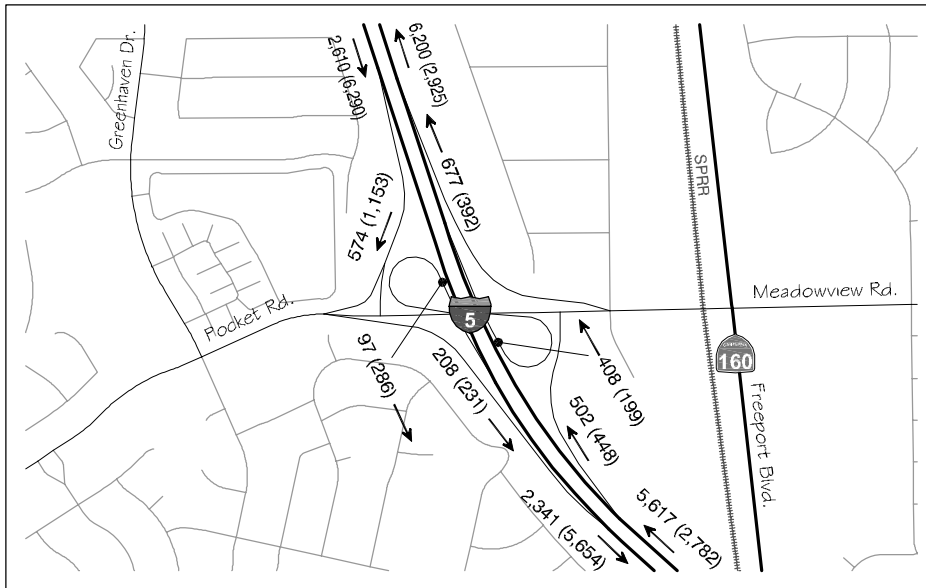 Greenhaven Dr.
2,610 (6,290)
6,200 (2,925)
677 (392)
574 (1,153)
SPRR
Meadowview Rd.
Pocket Rd.
5
97 (286)
208 (231)
408 (199)
502 (448)
160
Freeport Blvd.
2,341 (5,654)
5,617 (2,782)